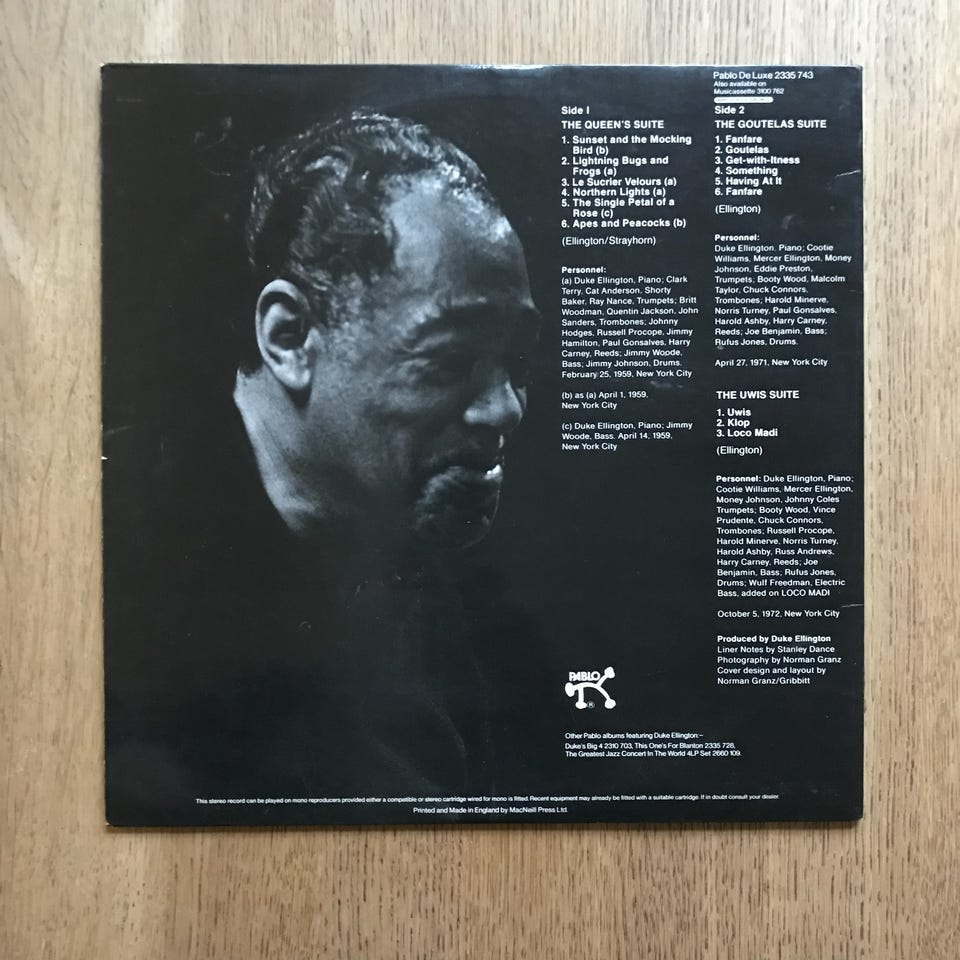 Pablo De Luxe 2335 743
Also available on
Musicassette 3100 762
Side 1
THE QUEEN'S SUITE
1. Sunset and the Mocking
Bird (b)
2. Lightning Bugs and
Frogs (a)
3. Le Sucrier Velours (a)
4. Northern Lights (a)
5. The Single Petal of a
Rose (c)
6. Apes and Peacocks (b)
(Ellington/Strayhorn)
Personnel:
(a) Duke Ellington, Piano; Clark
Terry, Cat Anderson, Shorty
Baker, Ray Nance, Trumpets; Britt
Woodman, Quentin Jackson, John
Sanders, Trombones; Johnny
Hodges, Russell Procope, Jimmy
Hamilton, Paul Gonsalves, Harry
Carney, Reeds; Jimmy Woode,
Bass; Jimmy Johnson, Drums.
February 25, 1959, New York City
(b) as (a) April 1, 1959,
New York City
(c) Duke Ellington, Piano; Jimmy
Woode, Bass. April 14, 1959,
New York City
Side 2
THE GOUTELAS SUITE
1. Fanfare
2. Goutelas
3. Get-with-Itness
4. Something
5. Having At It
6. Fanfare
(Ellington)
Personnel:
Duke Ellington. Piano; Cootie
Williams, Mercer Ellington, Money
Johnson, Eddie Preston,
Trumpets; Booty Wood, Malcolm
Taylor, Chuck Connors,
Trombones; Harold Minerve,
Norris Turney, Paul Gonsalves,
Harold Ashby, Harry Carney,
Reeds; Joe Benjamin, Bass;
Rufus Jones, Drums.
April 27, 1971, New York City
THE UWIS SUITE
1. Uwis
2. Klop
3. Loco Madi
(Ellington)
Personnel: Duke Ellington, Piano;
Cootie Williams, Mercer Ellington,
Money Johnson, Johnny Coles
Trumpets; Booty Wood, Vince
Prudente, Chuck Connors,
Trombones; Russell Procope,
Harold Minerve, Norris Turney,
Harold Ashby, Russ Andrews,
Harry Carney, Reeds; Joe
Benjamin, Bass; Rufus Jones,
Drums; Wulf Freedman, Electric
Bass, added on LOCO MADI
October 5, 1972, New York City
Produced by Duke Ellington
Liner Notes by Stanley Dance
Photography by Norman Granz
Cover design and layout by
Norman Granz/Gribbitt
PABLO
®
Other Pablo albums featuring Duke Ellington:–
Duke's Big 4 2310 703, This One's For Blanton 2335 728,
The Greatest Jazz Concert In The World 4LP Set 2660 109.
This stereo record can be played on mono reproducers provided either a compatible or stereo cartridge wired for mono is fitted. Recent equipment may already be fitted with a suitable cartridge. If in doubt consult your dealer.
Printed and Made in England by MacNeill Press Ltd.